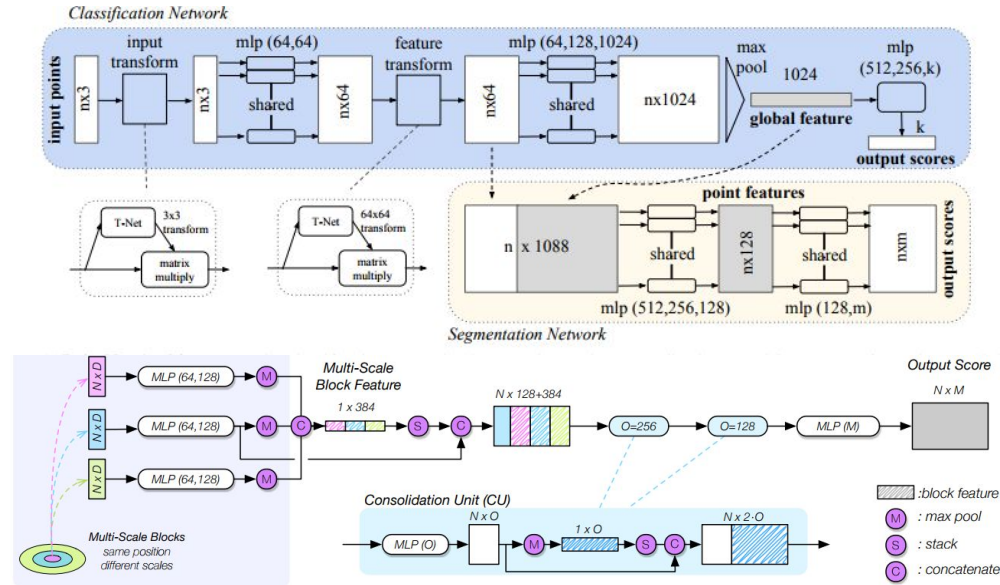 Classification Network
input points
nx3
input
transform
nx3
mlp (64,64)
shared
nx64
feature
transform
nx64
mlp (64,128,1024)
shared
nx1024
max
pool
1024
global feature
mlp
(512,256,k)
k
output scores
T-Net
3x3
transform
matrix
multiply
T-Net
64x64
transform
matrix
multiply
point features
n x 1088
shared
mlp (512,256,128)
nx128
shared
mlp (128,m)
nxm
output scores
Segmentation Network
N x D
MLP (64,128)
M
N x D
MLP (64,128)
M
N x D
MLP (64,128)
M
C
Multi-Scale
Block Feature
1 x 384
S
C
N x 128+384
O=256
O=128
MLP (M)
Output Score
N x M
Multi-Scale Blocks
same position
different scales
Consolidation Unit (CU)
MLP (O)
N x O
M
1 x O
S
C
N x 2·O
:block feature
M : max pool
S : stack
C : concatenate